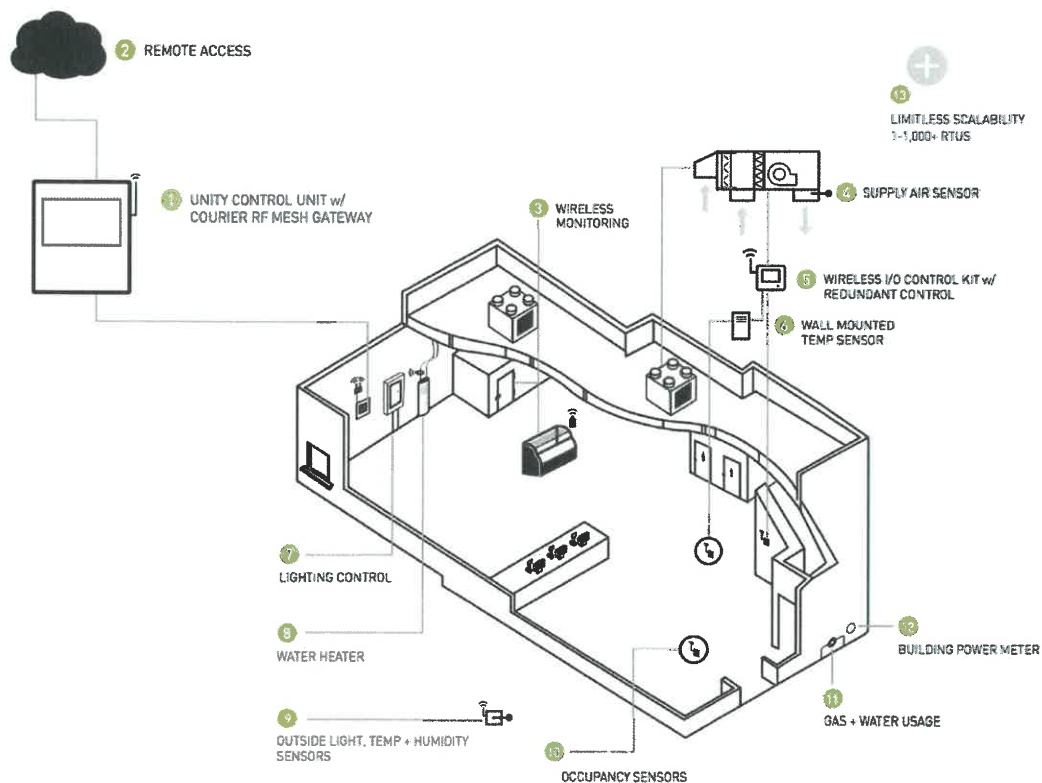 2 REMOTE ACCESS
13
LIMITLESS SCALABILITY
1-1,000+ RTUS
1 UNITY CONTROL UNIT w/
COURIER RF MESH GATEWAY
3 WIRELESS
MONITORING
4 SUPPLY AIR SENSOR
5 WIRELESS I/O CONTROL KIT w/
REDUNDANT CONTROL
6 WALL MOUNTED
TEMP SENSOR
7
LIGHTING CONTROL
8
WATER HEATER
9
OUTSIDE LIGHT, TEMP + HUMIDITY
SENSORS
10
OCCUPANCY SENSORS
11
GAS + WATER USAGE
12
BUILDING POWER METER